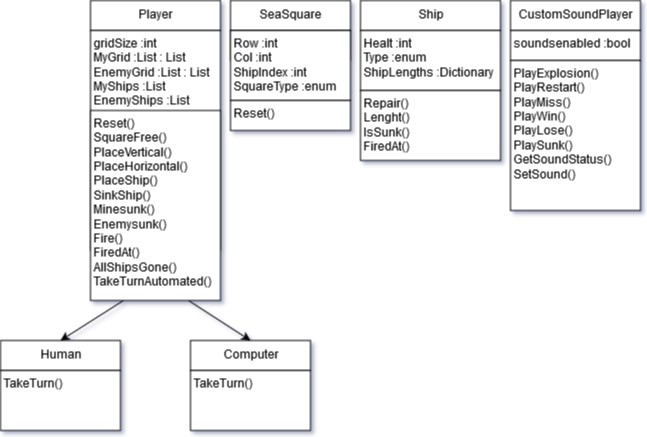 Player
gridSize :int
MyGrid :List : List
EnemyGrid :List : List
MyShips :List
EnemyShips :List
Reset()
SquareFree()
PlaceVertical()
PlaceHorizontal()
PlaceShip()
SinkShip()
Minesunk()
Enemysunk()
Fire()
FiredAt()
AllShipsGone()
TakeTurnAutomated()
SeaSquare
Row :int
Col :int
ShipIndex :int
SquareType :enum
Reset()
Ship
Healt :int
Type :enum
ShipLengths :Dictionary
Repair()
Lenght()
IsSunk()
FiredAt()
CustomSoundPlayer
soundsenabled :bool
PlayExplosion()
PlayRestart()
PlayMiss()
PlayWin()
PlayLose()
PlaySunk()
GetSoundStatus()
SetSound()
Human
TakeTurn()
Computer
TakeTurn()